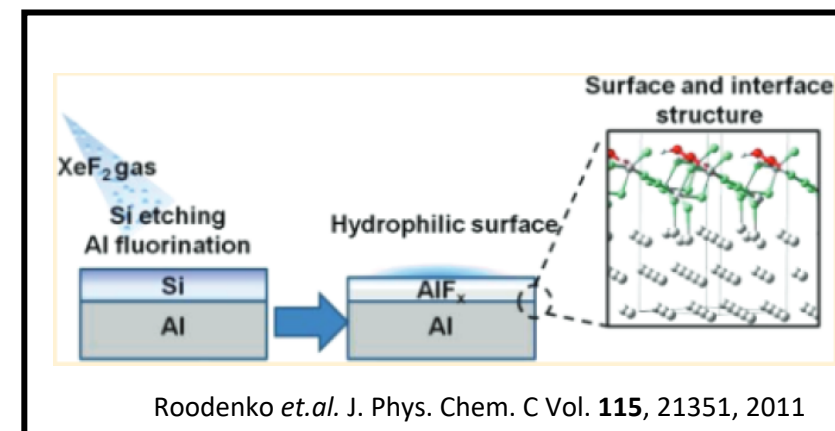 Surface and interface
structure
XeF₂ gas
Si etching
Al fluorination
Hydrophilic surface
Si
Al
AlFₓ
Al
Roodenko et.al. J. Phys. Chem. C Vol. 115, 21351, 2011